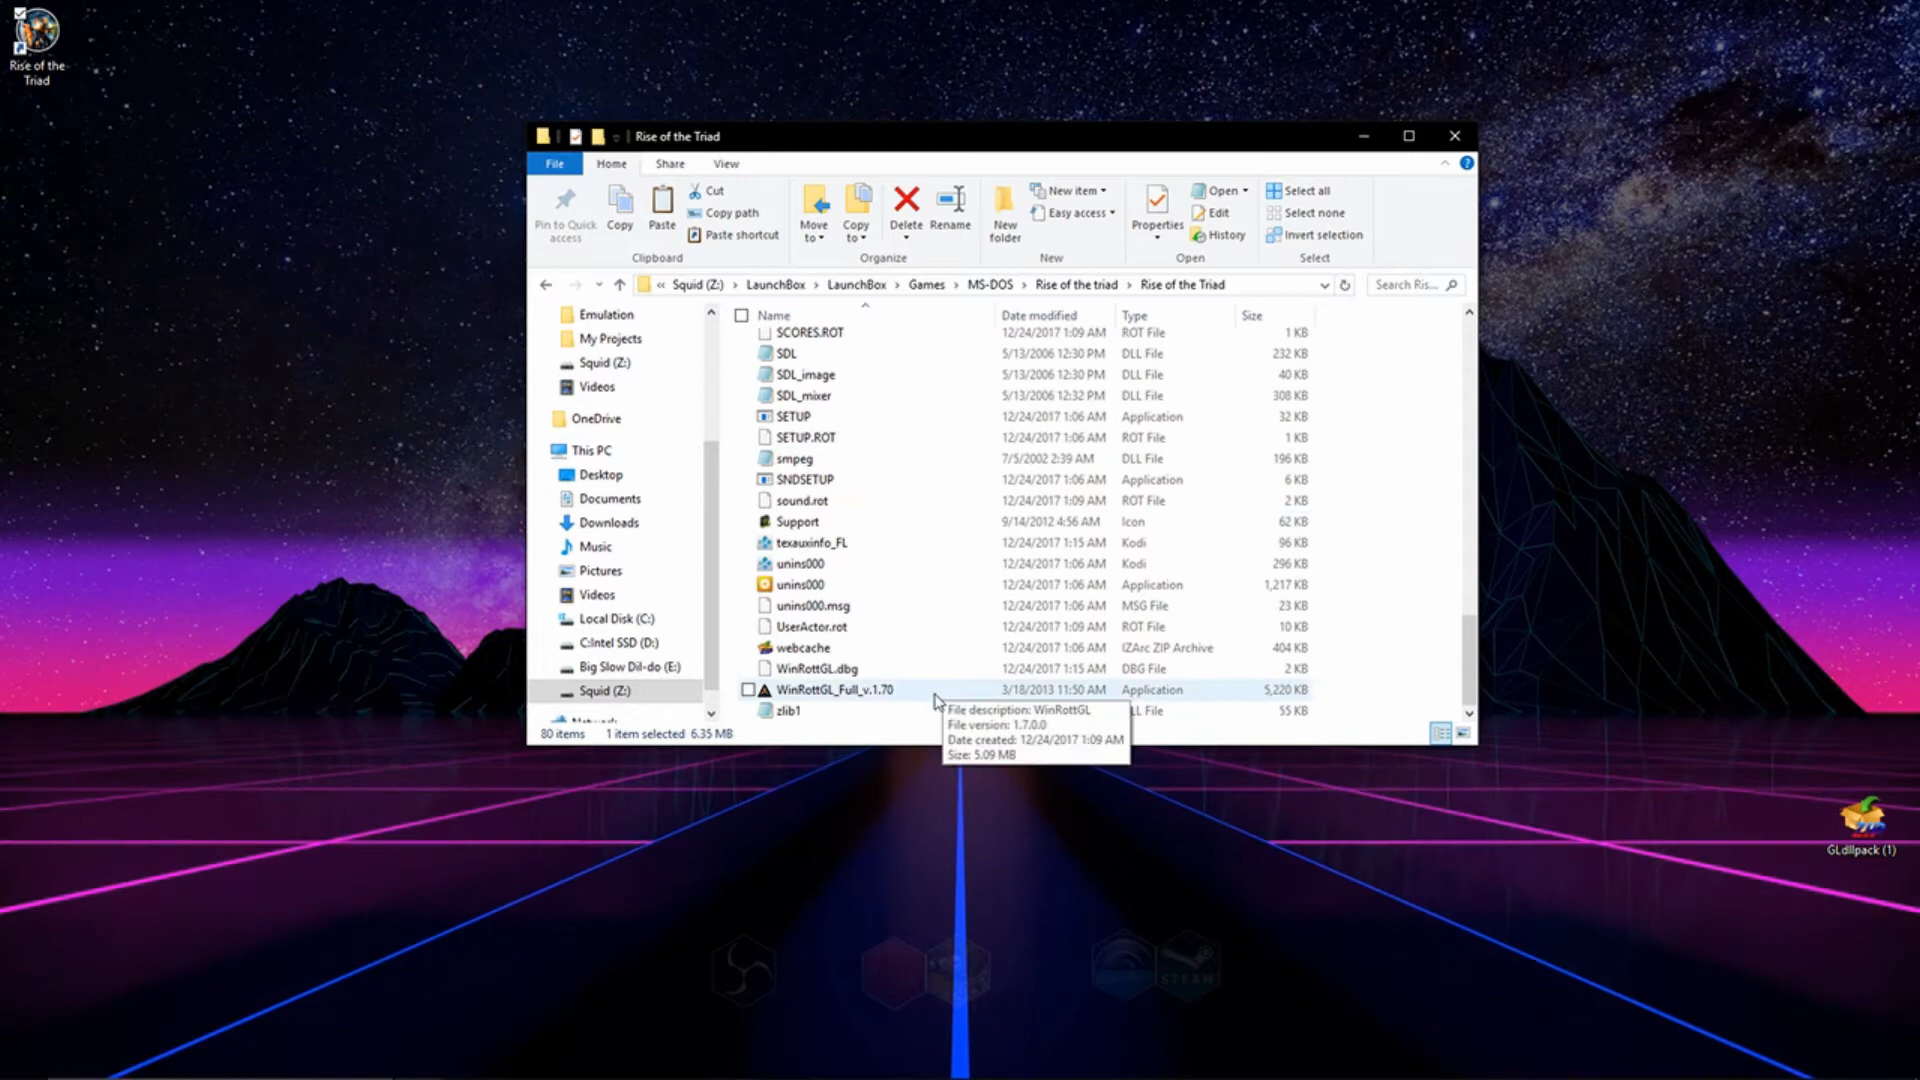 Rise of the
Triad
Rise of the Triad
File Home Share View
Pin to Quick
access
Copy
Paste
Cut
Copy path
Paste shortcut
Clipboard
Move
to
Copy
to
Delete
Rename
Organize
New
folder
New item
Easy access
New
Properties
Open
Edit
History
Open
Select all
Select none
Invert selection
Select
« Squid (Z:) › LaunchBox › LaunchBox › Games › MS-DOS › Rise of the triad › Rise of the Triad
Search Ris...
Emulation
My Projects
Squid (Z:)
Videos
OneDrive
This PC
Desktop
Documents
Downloads
Music
Pictures
Videos
Local Disk (C:)
C:Intel SSD (D:)
Big Slow Dil-do (E:)
Squid (Z:)
Network
Name Date modified Type Size
SCORES.ROT 12/24/2017 1:09 AM ROT File 1 KB
SDL 5/13/2006 12:30 PM DLL File 232 KB
SDL_image 5/13/2006 12:30 PM DLL File 40 KB
SDL_mixer 5/13/2006 12:32 PM DLL File 308 KB
SETUP 12/24/2017 1:06 AM Application 32 KB
SETUP.ROT 12/24/2017 1:06 AM ROT File 1 KB
smpeg 7/5/2002 2:39 AM DLL File 196 KB
SNDSETUP 12/24/2017 1:06 AM Application 6 KB
sound.rot 12/24/2017 1:09 AM ROT File 2 KB
Support 9/14/2012 4:56 AM Icon 62 KB
texauxinfo_FL 12/24/2017 1:15 AM Kodi 96 KB
unins000 12/24/2017 1:06 AM Kodi 296 KB
unins000 12/24/2017 1:06 AM Application 1,217 KB
unins000.msg 12/24/2017 1:06 AM MSG File 23 KB
UserActor.rot 12/24/2017 1:09 AM ROT File 10 KB
webcache 12/24/2017 1:06 AM IZArc ZIP Archive 404 KB
WinRottGL.dbg 12/24/2017 1:15 AM DBG File 2 KB
WinRottGL_Full_v.1.70 3/18/2013 11:50 AM Application 5,220 KB
zlib1 LL File 55 KB
File description: WinRottGL
File version: 1.7.0.0
Date created: 12/24/2017 1:09 AM
Size: 5.09 MB
80 items 1 item selected 6.35 MB
GLdllpack (1)
STEAM